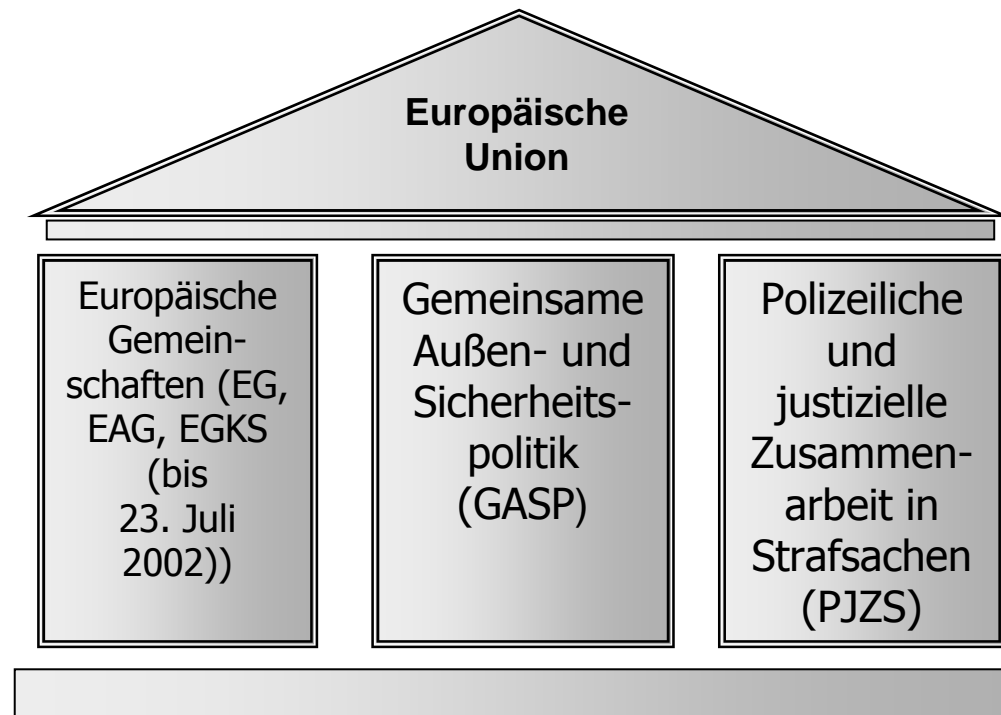 Europäische
Union
Europäische
Gemein-
schaften (EG,
EAG, EGKS
(bis
23. Juli
2002))
Gemeinsame
Außen- und
Sicherheits-
politik
(GASP)
Polizeiliche
und
justizielle
Zusammen-
arbeit in
Strafsachen
(PJZS)